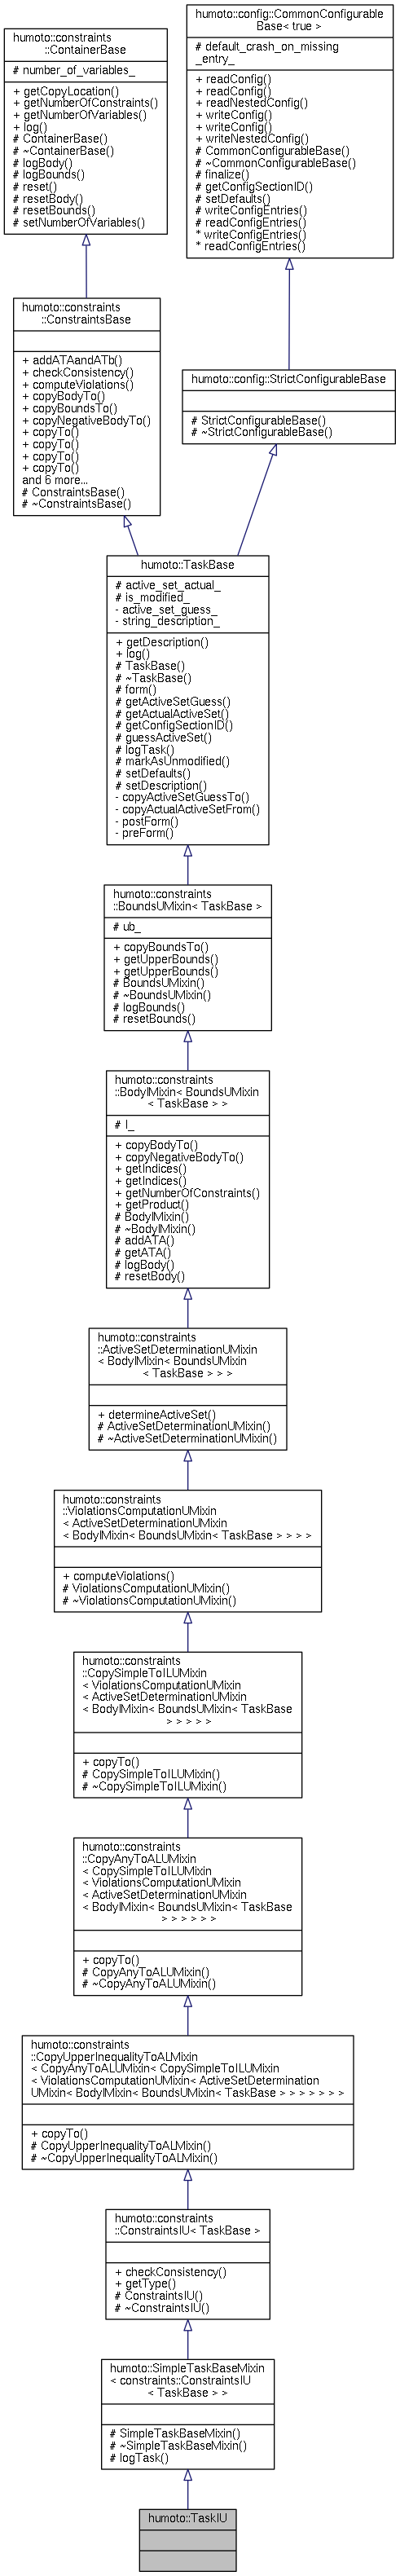 humoto::constraints
::ContainerBase
# number_of_variables_
+ getCopyLocation()
+ getNumberOfConstraints()
+ getNumberOfVariables()
+ log()
# ContainerBase()
# ~ContainerBase()
# logBody()
# logBounds()
# reset()
# resetBody()
# resetBounds()
# setNumberOfVariables()
humoto::config::CommonConfigurable
Base< true >
# default_crash_on_missing
_entry_
+ readConfig()
+ readConfig()
+ readNestedConfig()
+ writeConfig()
+ writeConfig()
+ writeNestedConfig()
# CommonConfigurableBase()
# ~CommonConfigurableBase()
# finalize()
# getConfigSectionID()
# setDefaults()
# writeConfigEntries()
# readConfigEntries()
* writeConfigEntries()
* readConfigEntries()
humoto::constraints
::ConstraintsBase
+ addATAandATb()
+ checkConsistency()
+ computeViolations()
+ copyBodyTo()
+ copyBoundsTo()
+ copyNegativeBodyTo()
+ copyTo()
+ copyTo()
+ copyTo()
+ copyTo()
and 6 more...
# ConstraintsBase()
# ~ConstraintsBase()
humoto::config::StrictConfigurableBase
# StrictConfigurableBase()
# ~StrictConfigurableBase()
humoto::TaskBase
# active_set_actual_
# is_modified_
- active_set_guess_
- string_description_
+ getDescription()
+ log()
# TaskBase()
# ~TaskBase()
# form()
# getActiveSetGuess()
# getActualActiveSet()
# getConfigSectionID()
# guessActiveSet()
# logTask()
# markAsUnmodified()
# setDefaults()
# setDescription()
- copyActiveSetGuessTo()
- copyActualActiveSetFrom()
- postForm()
- preForm()
humoto::constraints
::BoundsUMixin< TaskBase >
# ub_
+ copyBoundsTo()
+ getUpperBounds()
+ getUpperBounds()
# BoundsUMixin()
# ~BoundsUMixin()
# logBounds()
# resetBounds()
humoto::constraints
::BodyIMixin< BoundsUMixin
< TaskBase > >
# I_
+ copyBodyTo()
+ copyNegativeBodyTo()
+ getIndices()
+ getIndices()
+ getNumberOfConstraints()
+ getProduct()
# BodyIMixin()
# ~BodyIMixin()
# addATA()
# getATA()
# logBody()
# resetBody()
humoto::constraints
::ActiveSetDeterminationUMixin
< BodyIMixin< BoundsUMixin
< TaskBase > > >
+ determineActiveSet()
# ActiveSetDeterminationUMixin()
# ~ActiveSetDeterminationUMixin()
humoto::constraints
::ViolationsComputationUMixin
< ActiveSetDeterminationUMixin
< BodyIMixin< BoundsUMixin< TaskBase > > > >
+ computeViolations()
# ViolationsComputationUMixin()
# ~ViolationsComputationUMixin()
humoto::constraints
::CopySimpleToILUMixin
< ViolationsComputationUMixin
< ActiveSetDeterminationUMixin
< BodyIMixin< BoundsUMixin< TaskBase
> > > > >
+ copyTo()
# CopySimpleToILUMixin()
# ~CopySimpleToILUMixin()
humoto::constraints
::CopyAnyToALUMixin
< CopySimpleToILUMixin
< ViolationsComputationUMixin
< ActiveSetDeterminationUMixin
< BodyIMixin< BoundsUMixin< TaskBase
> > > > > >
+ copyTo()
# CopyAnyToALUMixin()
# ~CopyAnyToALUMixin()
humoto::constraints
::CopyUpperInequalityToALMixin
< CopyAnyToALUMixin< CopySimpleToILUMixin
< ViolationsComputationUMixin< ActiveSetDetermination
UMixin< BodyIMixin< BoundsUMixin< TaskBase > > > > > > >
+ copyTo()
# CopyUpperInequalityToALMixin()
# ~CopyUpperInequalityToALMixin()
humoto::constraints
::ConstraintsIU< TaskBase >
+ checkConsistency()
+ getType()
# ConstraintsIU()
# ~ConstraintsIU()
humoto::SimpleTaskBaseMixin
< constraints::ConstraintsIU
< TaskBase > >
# SimpleTaskBaseMixin()
# ~SimpleTaskBaseMixin()
# logTask()
humoto::TaskIU